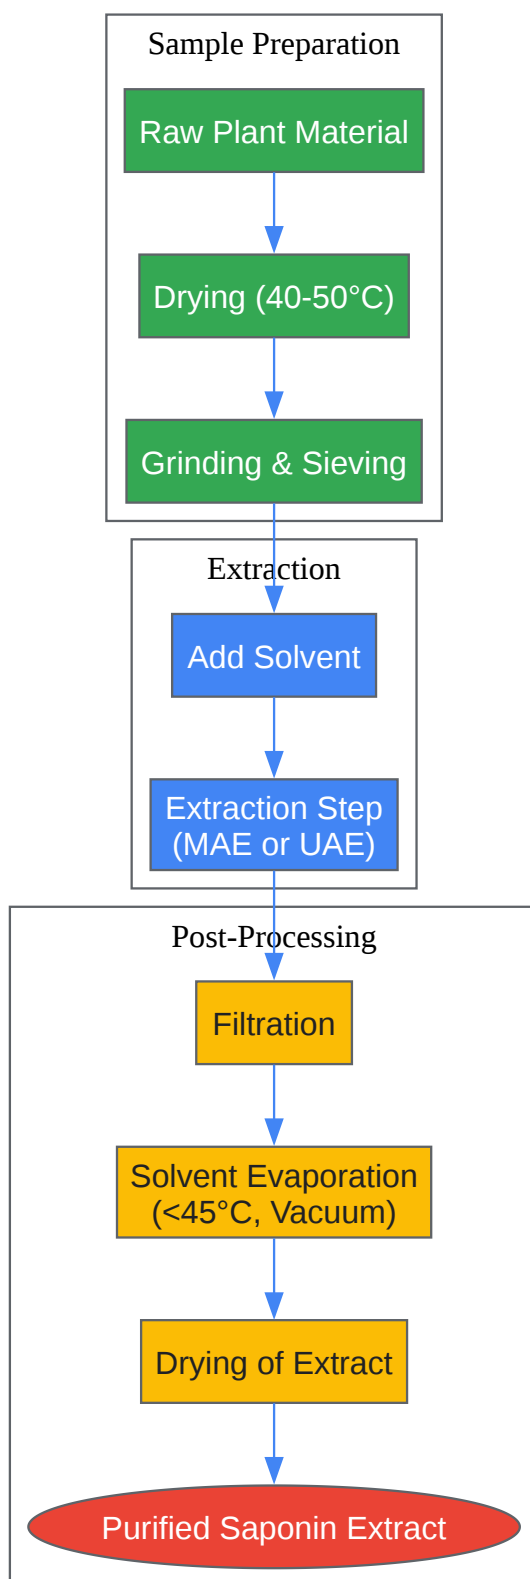 Sample Preparation
Raw Plant Material
Drying (40-50°C)
Grinding & Sieving
Extraction
Add Solvent
Extraction Step
(MAE or UAE)
Post-Processing
Filtration
Solvent Evaporation
(<45°C, Vacuum)
Drying of Extract
Purified Saponin Extract